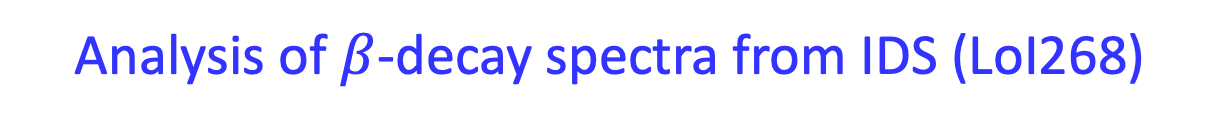 Analysis of 𝛽-decay spectra from IDS (LoI268)